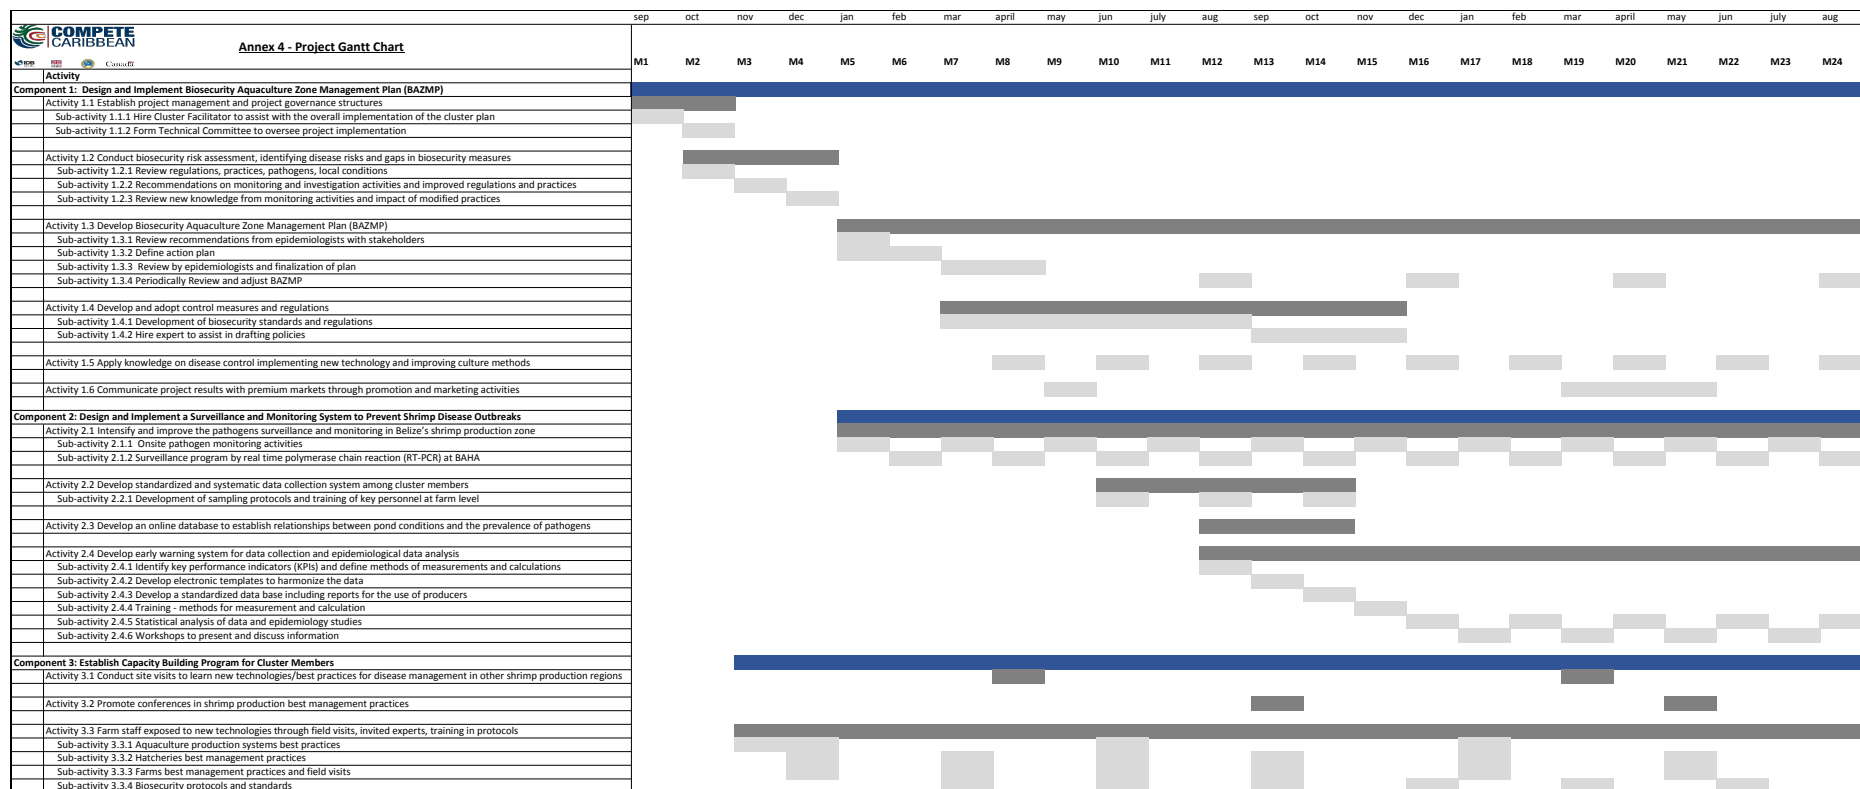 sep oct nov dec jan feb mar april may jun july aug sep oct nov dec jan feb mar april may jun july aug
COMPETE
CARIBBEAN
Annex 4 - Project Gantt Chart
IDB Canada
M1 M2 M3 M4 M5 M6 M7 M8 M9 M10 M11 M12 M13 M14 M15 M16 M17 M18 M19 M20 M21 M22 M23 M24
Activity
Component 1: Design and Implement Biosecurity Aquaculture Zone Management Plan (BAZMP)
Activity 1.1 Establish project management and project governance structures
Sub-activity 1.1.1 Hire Cluster Facilitator to assist with the overall implementation of the cluster plan
Sub-activity 1.1.2 Form Technical Committee to oversee project implementation
Activity 1.2 Conduct biosecurity risk assessment, identifying disease risks and gaps in biosecurity measures
Sub-activity 1.2.1 Review regulations, practices, pathogens, local conditions
Sub-activity 1.2.2 Recommendations on monitoring and investigation activities and improved regulations and practices
Sub-activity 1.2.3 Review new knowledge from monitoring activities and impact of modified practices
Activity 1.3 Develop Biosecurity Aquaculture Zone Management Plan (BAZMP)
Sub-activity 1.3.1 Review recommendations from epidemiologists with stakeholders
Sub-activity 1.3.2 Define action plan
Sub-activity 1.3.3 Review by epidemiologists and finalization of plan
Sub-activity 1.3.4 Periodically Review and adjust BAZMP
Activity 1.4 Develop and adopt control measures and regulations
Sub-activity 1.4.1 Development of biosecurity standards and regulations
Sub-activity 1.4.2 Hire expert to assist in drafting policies
Activity 1.5 Apply knowledge on disease control implementing new technology and improving culture methods
Activity 1.6 Communicate project results with premium markets through promotion and marketing activities
Component 2: Design and Implement a Surveillance and Monitoring System to Prevent Shrimp Disease Outbreaks
Activity 2.1 Intensify and improve the pathogens surveillance and monitoring in Belize's shrimp production zone
Sub-activity 2.1.1 Onsite pathogen monitoring activities
Sub-activity 2.1.2 Surveillance program by real time polymerase chain reaction (RT-PCR) at BAHA
Activity 2.2 Develop standardized and systematic data collection system among cluster members
Sub-activity 2.2.1 Development of sampling protocols and training of key personnel at farm level
Activity 2.3 Develop an online database to establish relationships between pond conditions and the prevalence of pathogens
Activity 2.4 Develop early warning system for data collection and epidemiological data analysis
Sub-activity 2.4.1 Identify key performance indicators (KPIs) and define methods of measurements and calculations
Sub-activity 2.4.2 Develop electronic templates to harmonize the data
Sub-activity 2.4.3 Develop a standardized data base including reports for the use of producers
Sub-activity 2.4.4 Training - methods for measurement and calculation
Sub-activity 2.4.5 Statistical analysis of data and epidemiology studies
Sub-activity 2.4.6 Workshops to present and discuss information
Component 3: Establish Capacity Building Program for Cluster Members
Activity 3.1 Conduct site visits to learn new technologies/best practices for disease management in other shrimp production regions
Activity 3.2 Promote conferences in shrimp production best management practices
Activity 3.3 Farm staff exposed to new technologies through field visits, invited experts, training in protocols
Sub-activity 3.3.1 Aquaculture production systems best practices
Sub-activity 3.3.2 Hatcheries best management practices
Sub-activity 3.3.3 Farms best management practices and field visits
Sub-activity 3.3.4 Biosecurity protocols and standards